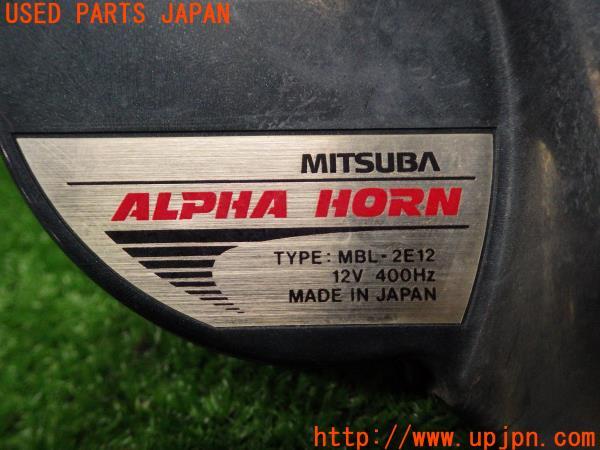 USED PARTS JAPAN
MITSUBA
ALPHA HORN
TYPE: MBL-2E12
12V 400Hz
MADE IN JAPAN
http://www.upjpn.com/